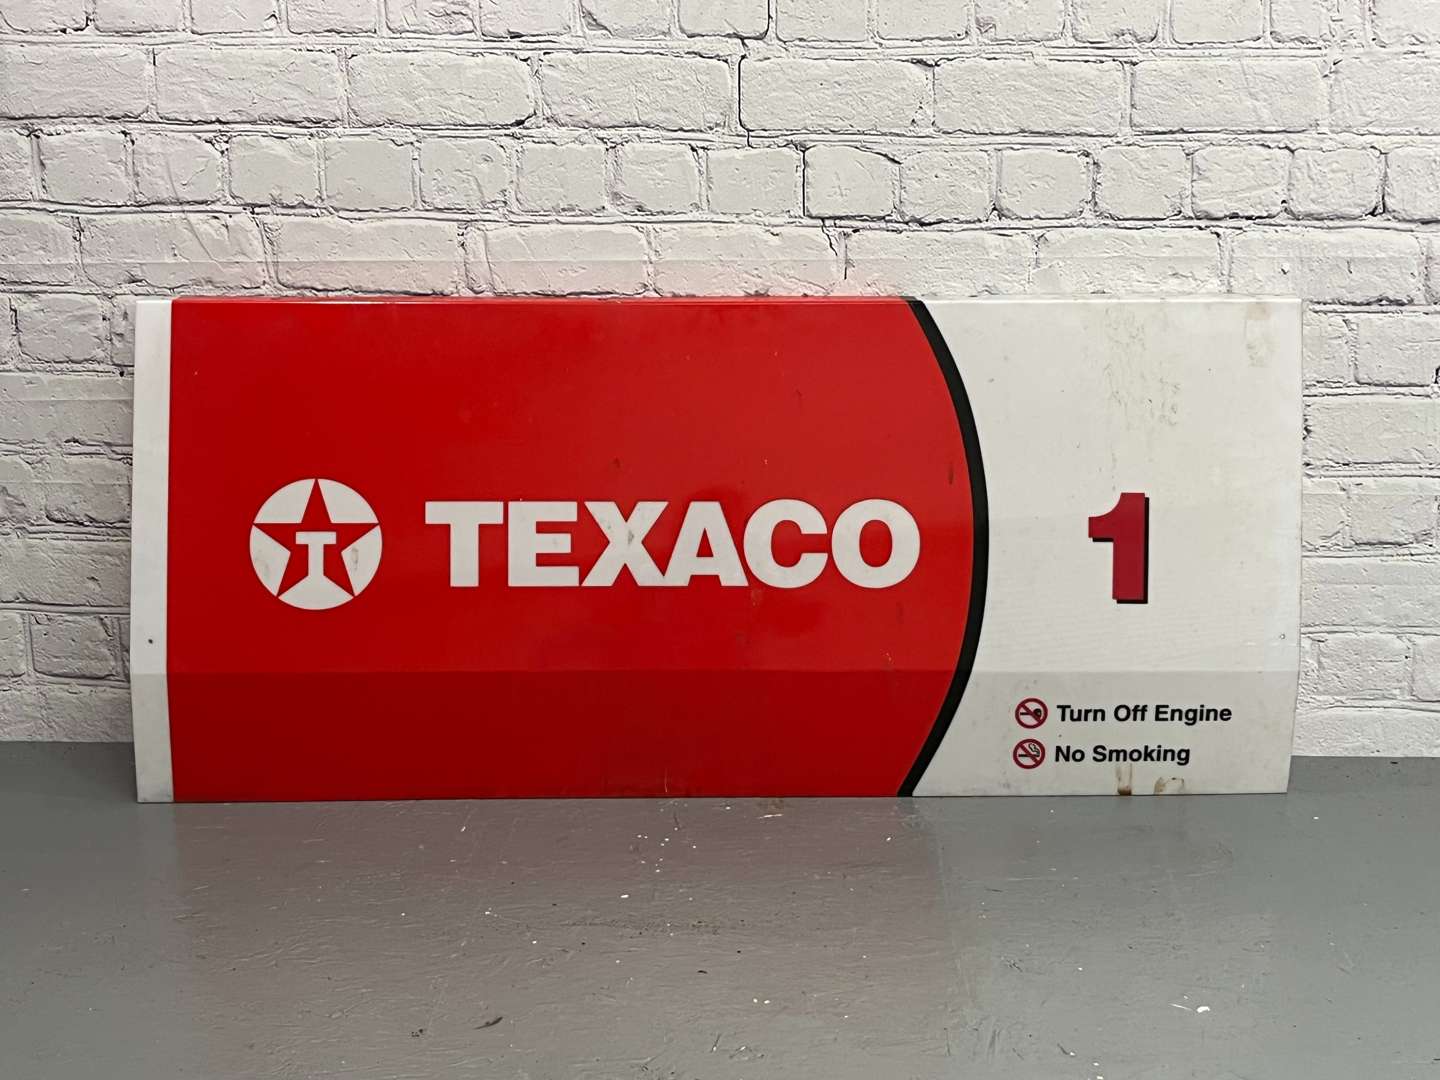 T TEXACO
1
Turn Off Engine
No Smoking